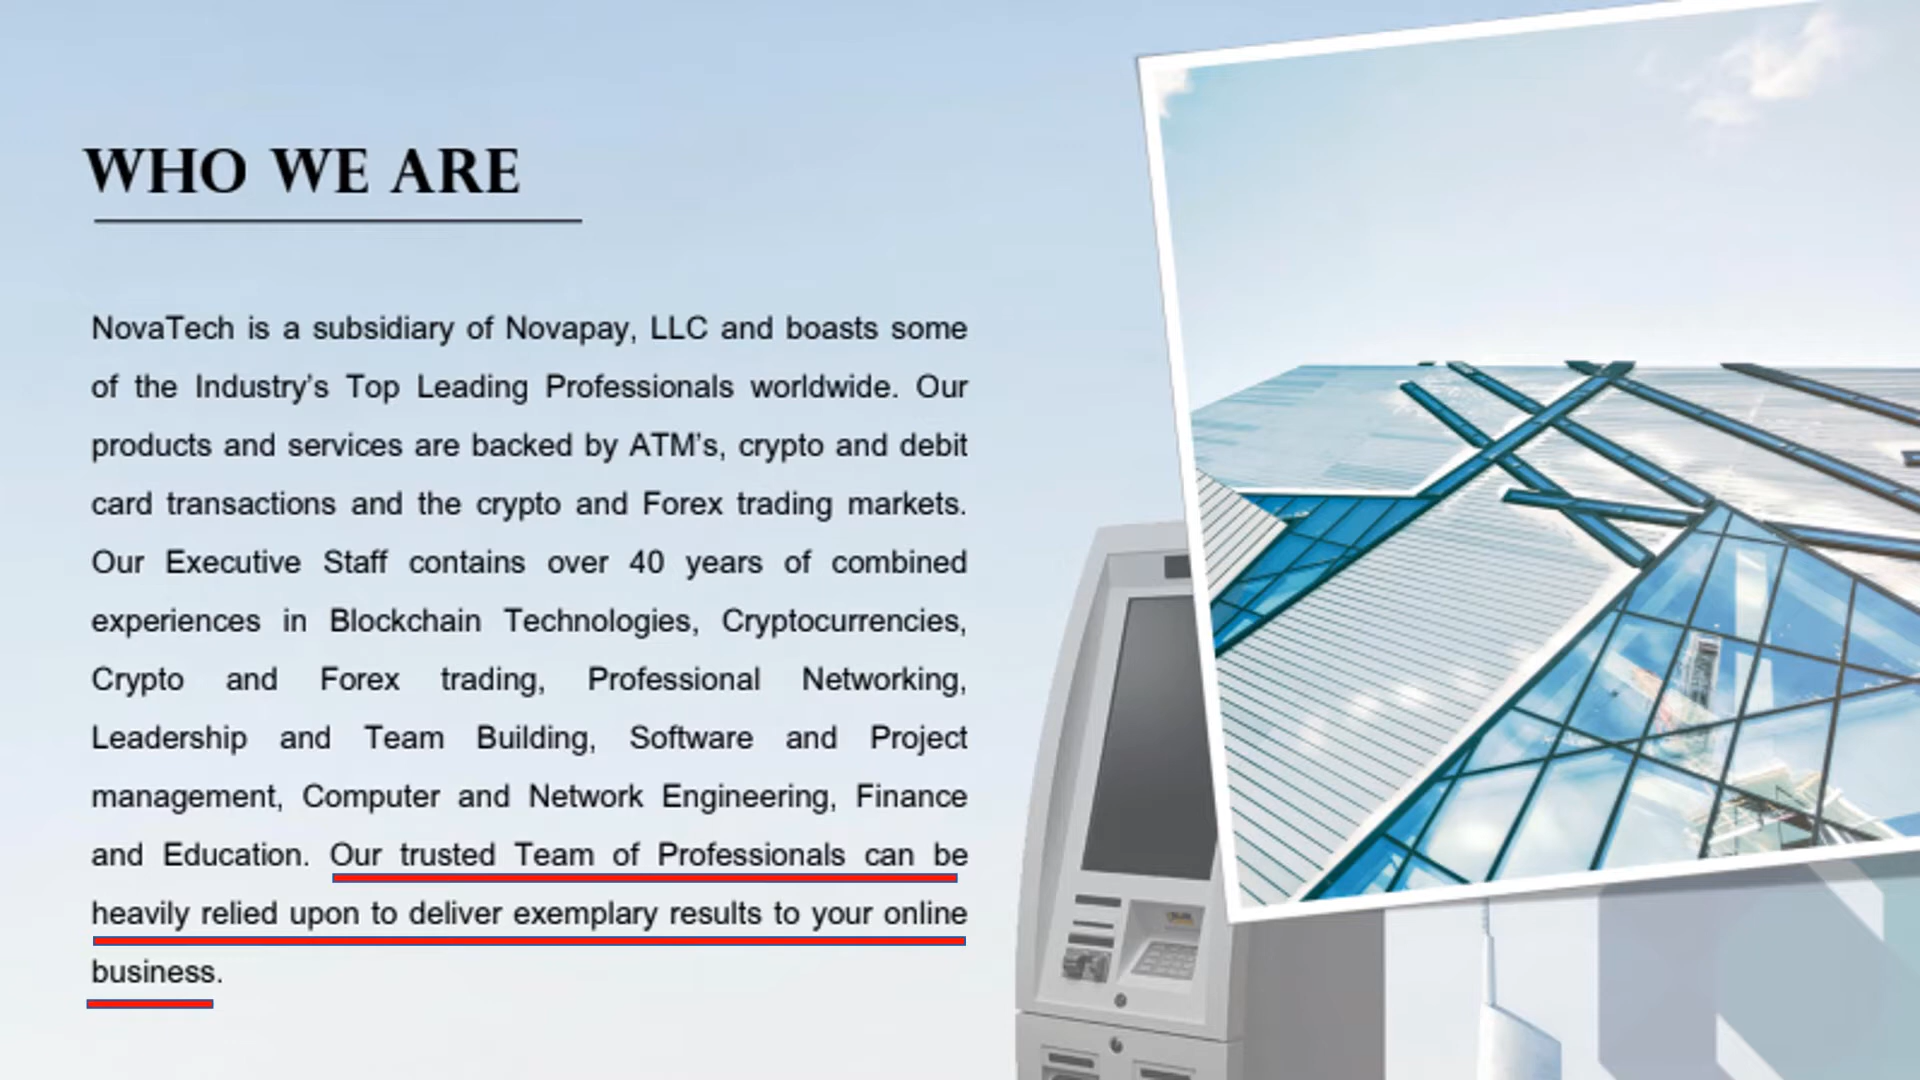 WHO WE ARE
NovaTech is a subsidiary of Novapay, LLC and boasts some
of the Industry’s Top Leading Professionals worldwide. Our
products and services are backed by ATM’s, crypto and debit
card transactions and the crypto and Forex trading markets.
Our Executive Staff contains over 40 years of combined
experiences in Blockchain Technologies, Cryptocurrencies,
Crypto and Forex trading, Professional Networking,
Leadership and Team Building, Software and Project
management, Computer and Network Engineering, Finance
and Education. Our trusted Team of Professionals can be
heavily relied upon to deliver exemplary results to your online
business.